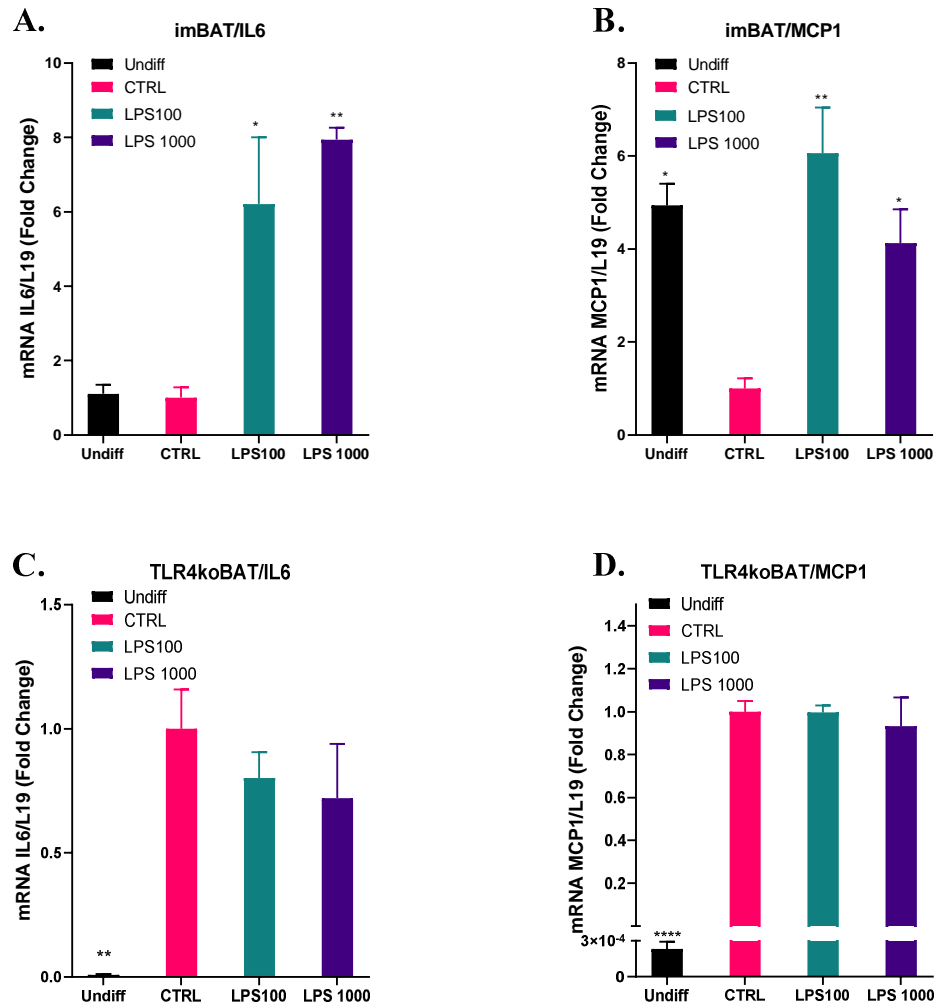 A.
imBAT/IL6
mRNA IL6/L19 (Fold Change)
10
8
6
4
2
0
Undiff
CTRL
LPS100
LPS 1000
*
**
Undiff CTRL LPS100 LPS 1000
B.
imBAT/MCP1
mRNA MCP1/L19 (Fold Change)
8
6
4
2
0
Undiff
CTRL
LPS100
LPS 1000
*
**
*
Undiff CTRL LPS100 LPS 1000
C.
TLR4koBAT/IL6
mRNA IL6/L19 (Fold Change)
1.5
1.0
0.5
0.0
Undiff
CTRL
LPS100
LPS 1000
**
Undiff CTRL LPS100 LPS 1000
D.
TLR4koBAT/MCP1
mRNA MCP1/L19 (Fold Change)
1.4
1.2
1.0
0.8
0.6
0.4
0.2
3×10-4
0
Undiff
CTRL
LPS100
LPS 1000
****
Undiff CTRL LPS100 LPS 1000